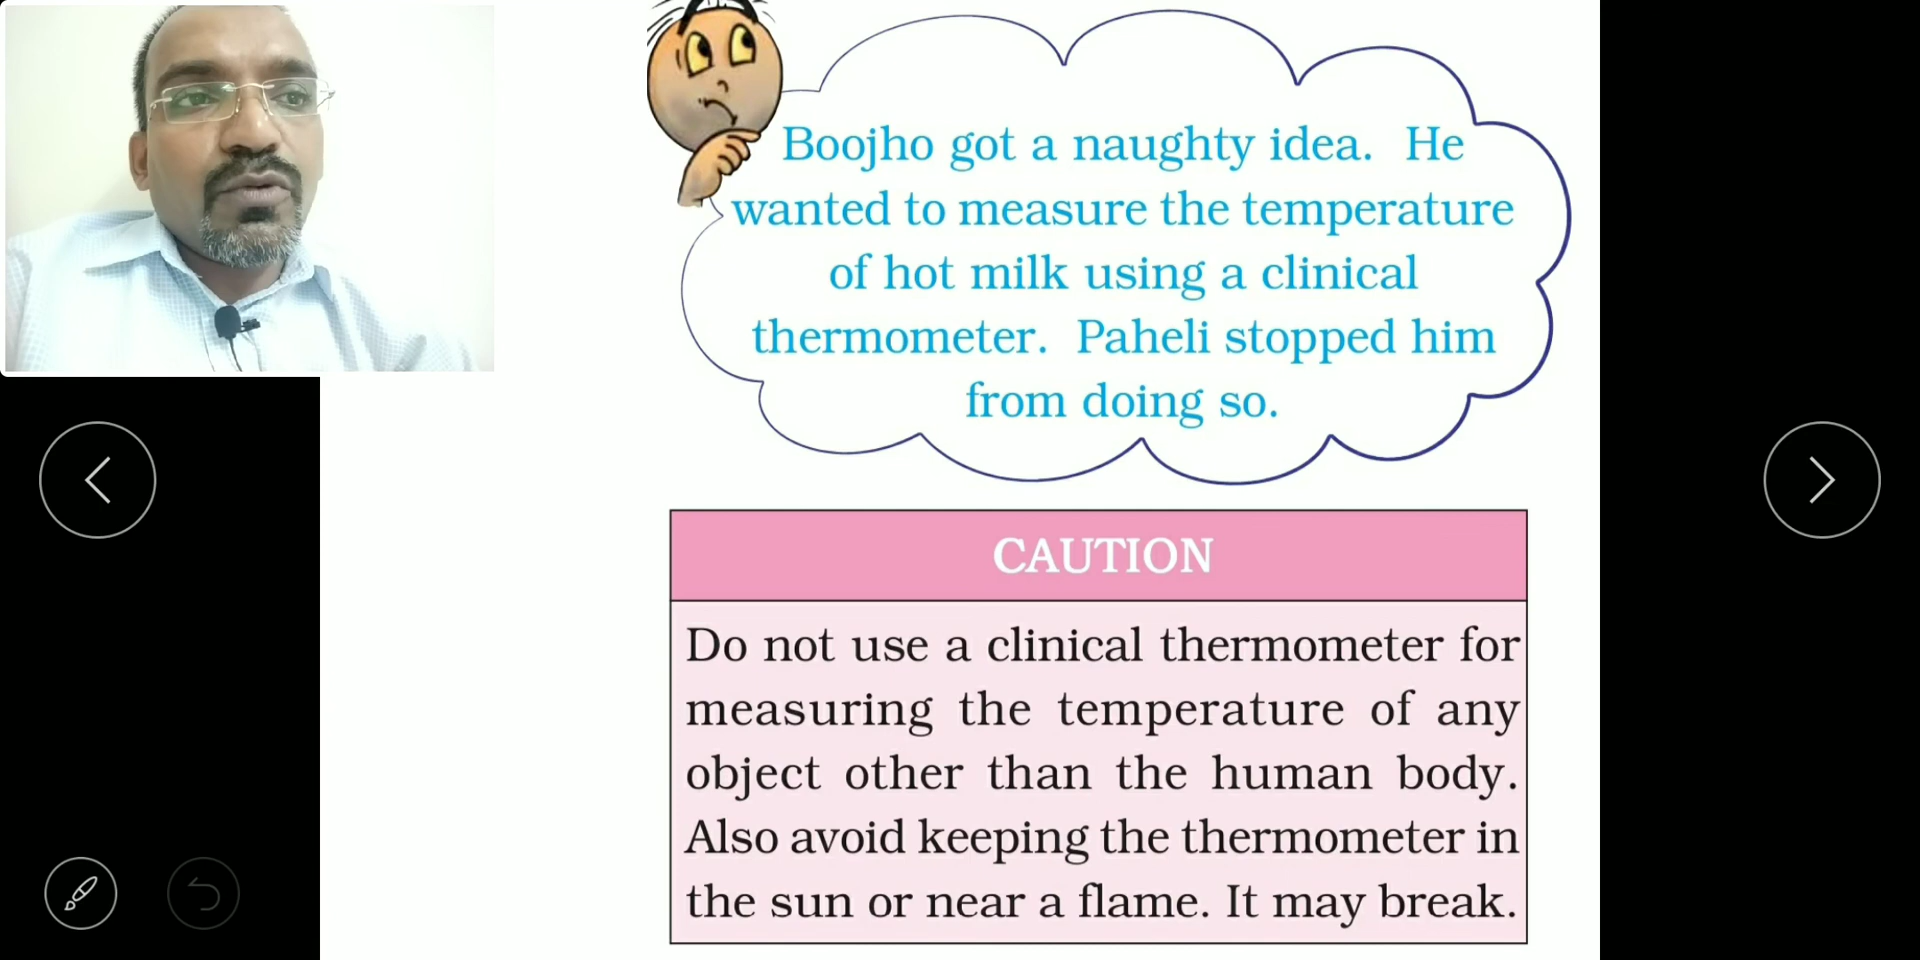 Boojho got a naughty idea. He
wanted to measure the temperature
of hot milk using a clinical
thermometer. Paheli stopped him
from doing so.
CAUTION
Do not use a clinical thermometer for
measuring the temperature of any
object other than the human body.
Also avoid keeping the thermometer in
the sun or near a flame. It may break.